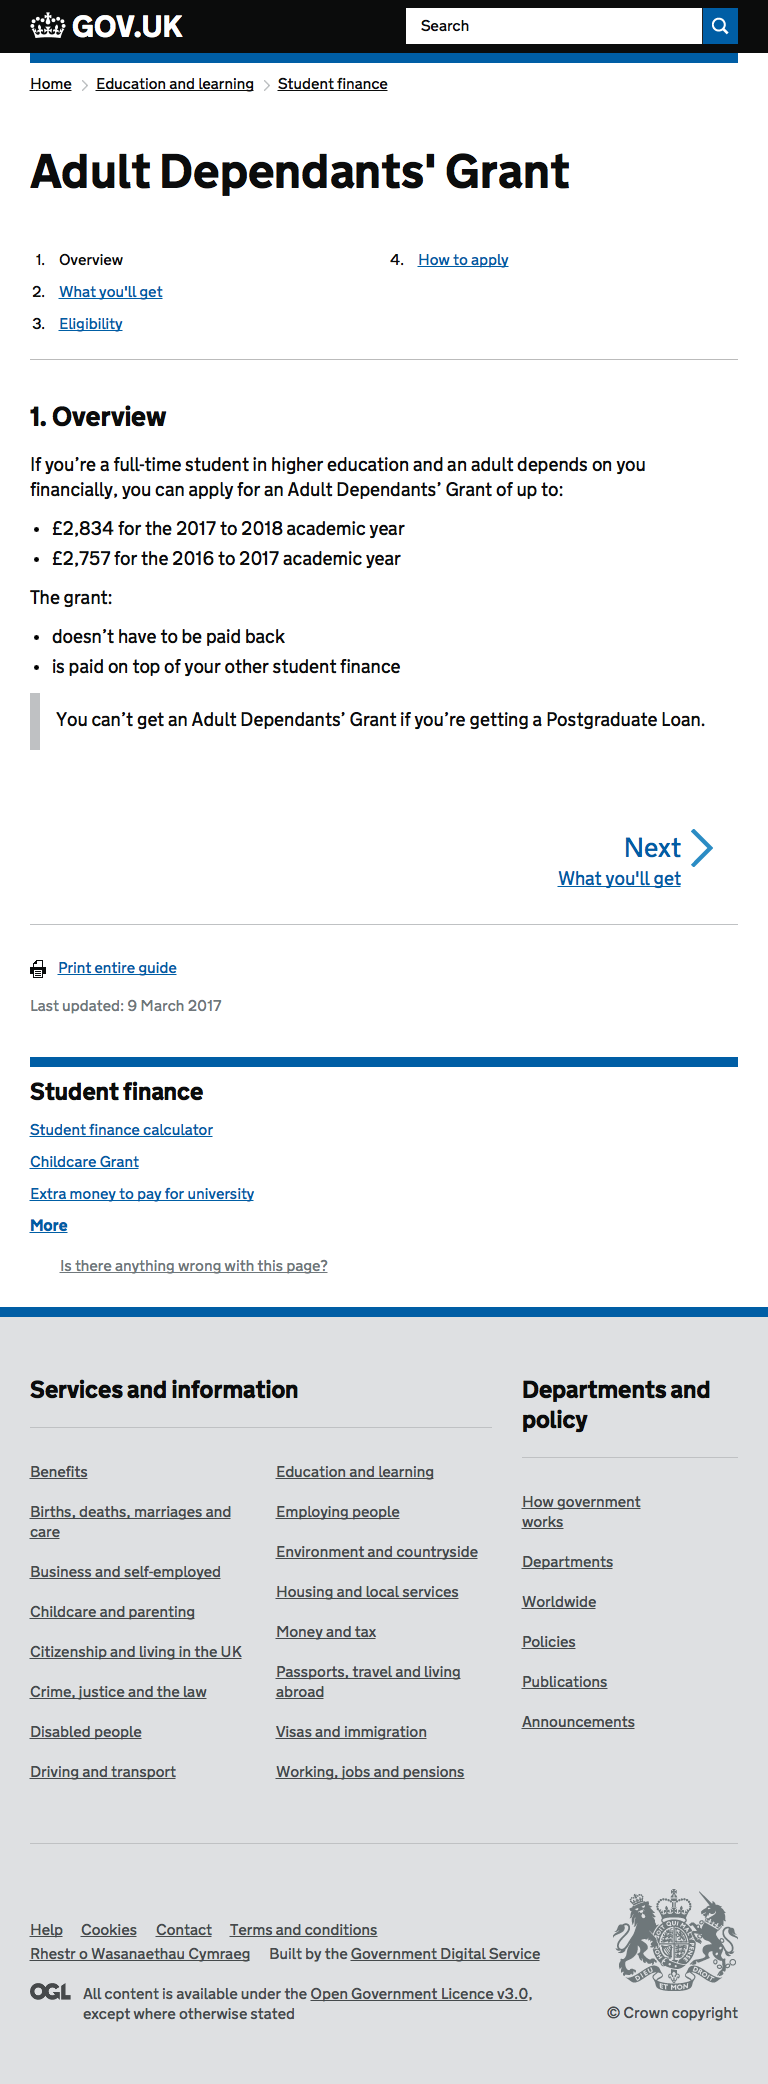 GOV.UK
Search
Home
Education and learning
Student finance
Adult Dependants' Grant
1. Overview
2. What you'll get
3. Eligibility
4. How to apply
1. Overview
If you’re a full-time student in higher education and an adult depends on you
financially, you can apply for an Adult Dependants’ Grant of up to:
• £2,834 for the 2017 to 2018 academic year
• £2,757 for the 2016 to 2017 academic year
The grant:
• doesn’t have to be paid back
• is paid on top of your other student finance
You can’t get an Adult Dependants’ Grant if you’re getting a Postgraduate Loan.
Next
What you'll get
Print entire guide
Last updated: 9 March 2017
Student finance
Student finance calculator
Childcare Grant
Extra money to pay for university
More
Is there anything wrong with this page?
Services and information
Benefits
Births, deaths, marriages and
care
Business and self-employed
Childcare and parenting
Citizenship and living in the UK
Crime, justice and the law
Disabled people
Driving and transport
Education and learning
Employing people
Environment and countryside
Housing and local services
Money and tax
Passports, travel and living
abroad
Visas and immigration
Working, jobs and pensions
Departments and
policy
How government
works
Departments
Worldwide
Policies
Publications
Announcements
Help Cookies Contact Terms and conditions
Rhestr o Wasanaethau Cymraeg Built by the Government Digital Service
OGL
All content is available under the Open Government Licence v3.0,
except where otherwise stated
DIEU ET MON DROIT
© Crown copyright